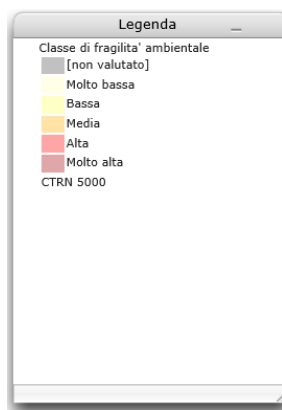 Legenda
Classe di fragilita' ambientale
[non valutato]
Molto bassa
Bassa
Media
Alta
Molto alta
CTRN 5000